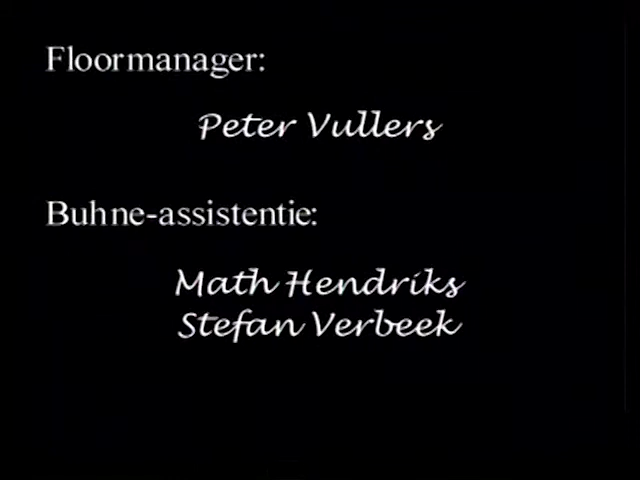 Floormanager:
Peter Vullers
Buhne-assistentie:
Math Hendriks
Stefan Verbeek